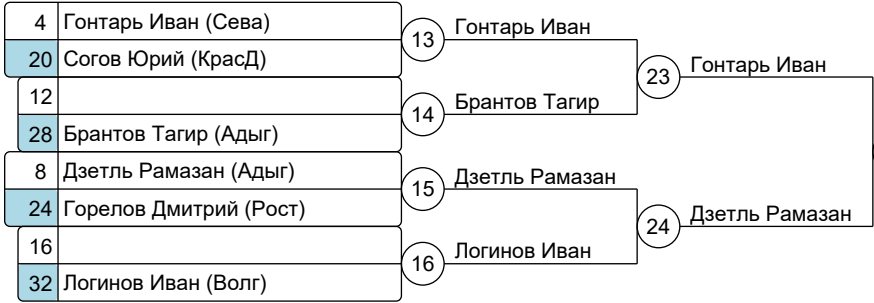 4 Гонтарь Иван (Сева)
20 Согов Юрий (КрасД)
13 Гонтарь Иван
12
28 Брантов Тагир (Адыг)
14 Брантов Тагир
23 Гонтарь Иван
8 Дзетль Рамазан (Адыг)
24 Горелов Дмитрий (Рост)
15 Дзетль Рамазан
16
32 Логинов Иван (Волг)
16 Логинов Иван
24 Дзетль Рамазан